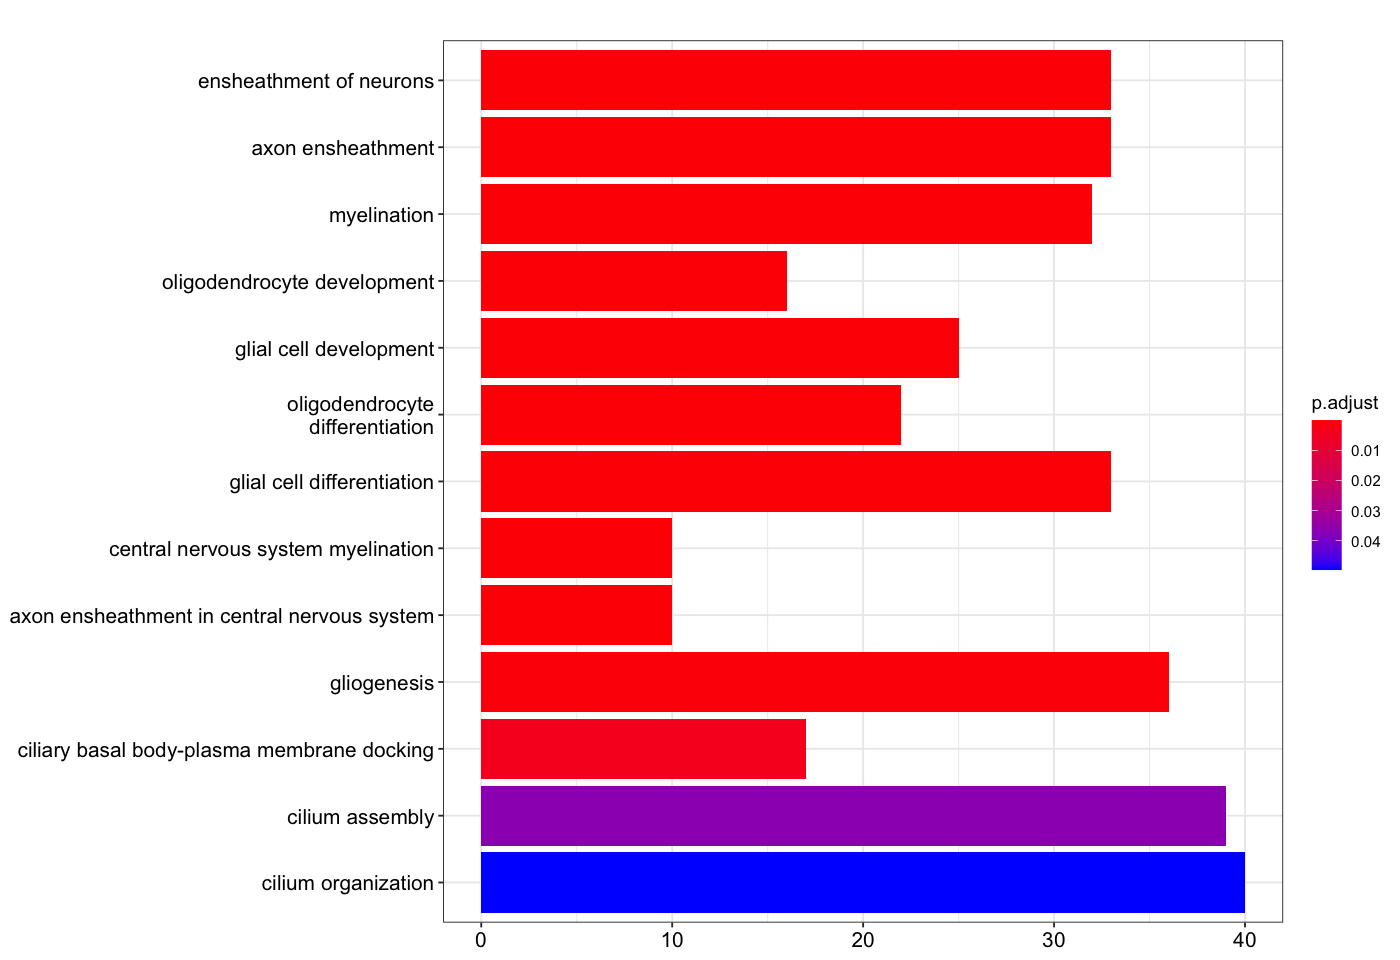 ensheathment of neurons
axon ensheathment
myelination
oligodendrocyte development
glial cell development
oligodendrocyte
differentiation
glial cell differentiation
central nervous system myelination
axon ensheathment in central nervous system
gliogenesis
ciliary basal body-plasma membrane docking
cilium assembly
cilium organization
0 10 20 30 40
p.adjust
0.01
0.02
0.03
0.04